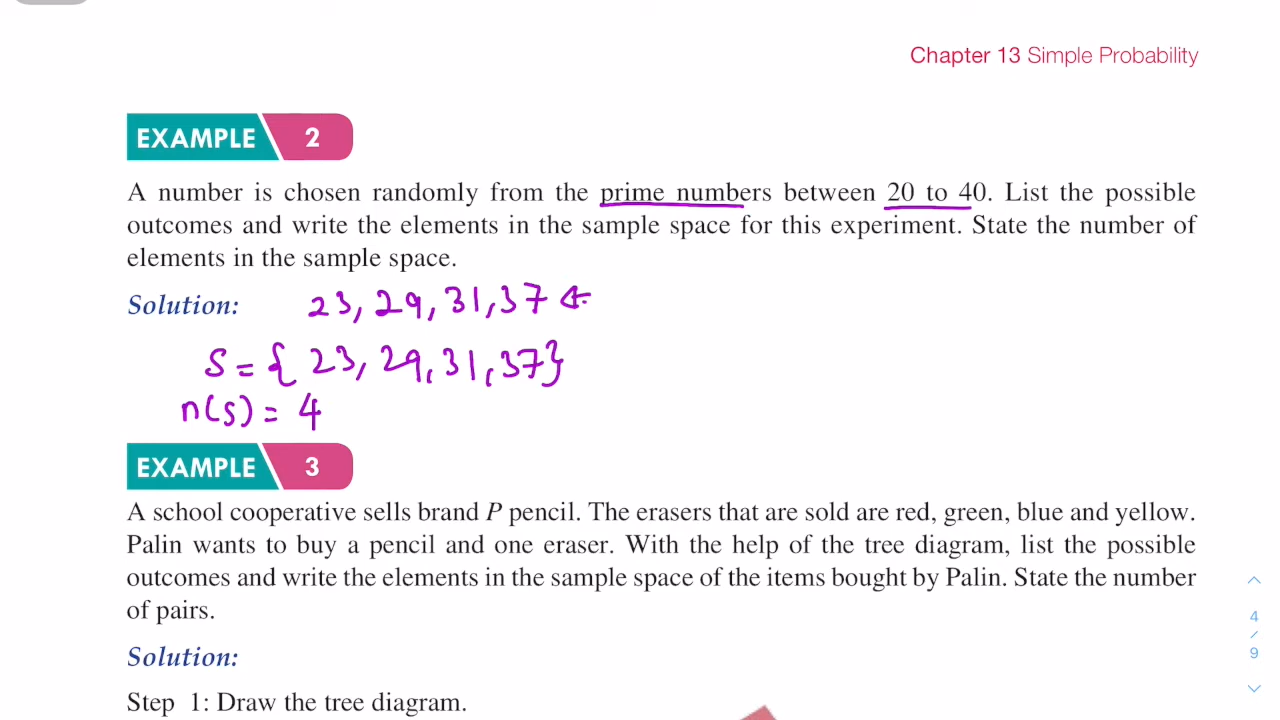 Chapter 13 Simple Probability
EXAMPLE 2
A number is chosen randomly from the prime numbers between 20 to 40. List the possible
outcomes and write the elements in the sample space for this experiment. State the number of
elements in the sample space.
Solution: 23, 29, 31, 37 ←
S = { 23, 29, 31, 37}
n(S) = 4
EXAMPLE 3
A school cooperative sells brand P pencil. The erasers that are sold are red, green, blue and yellow.
Palin wants to buy a pencil and one eraser. With the help of the tree diagram, list the possible
outcomes and write the elements in the sample space of the items bought by Palin. State the number
of pairs.
Solution:
Step 1: Draw the tree diagram.
4
/
9